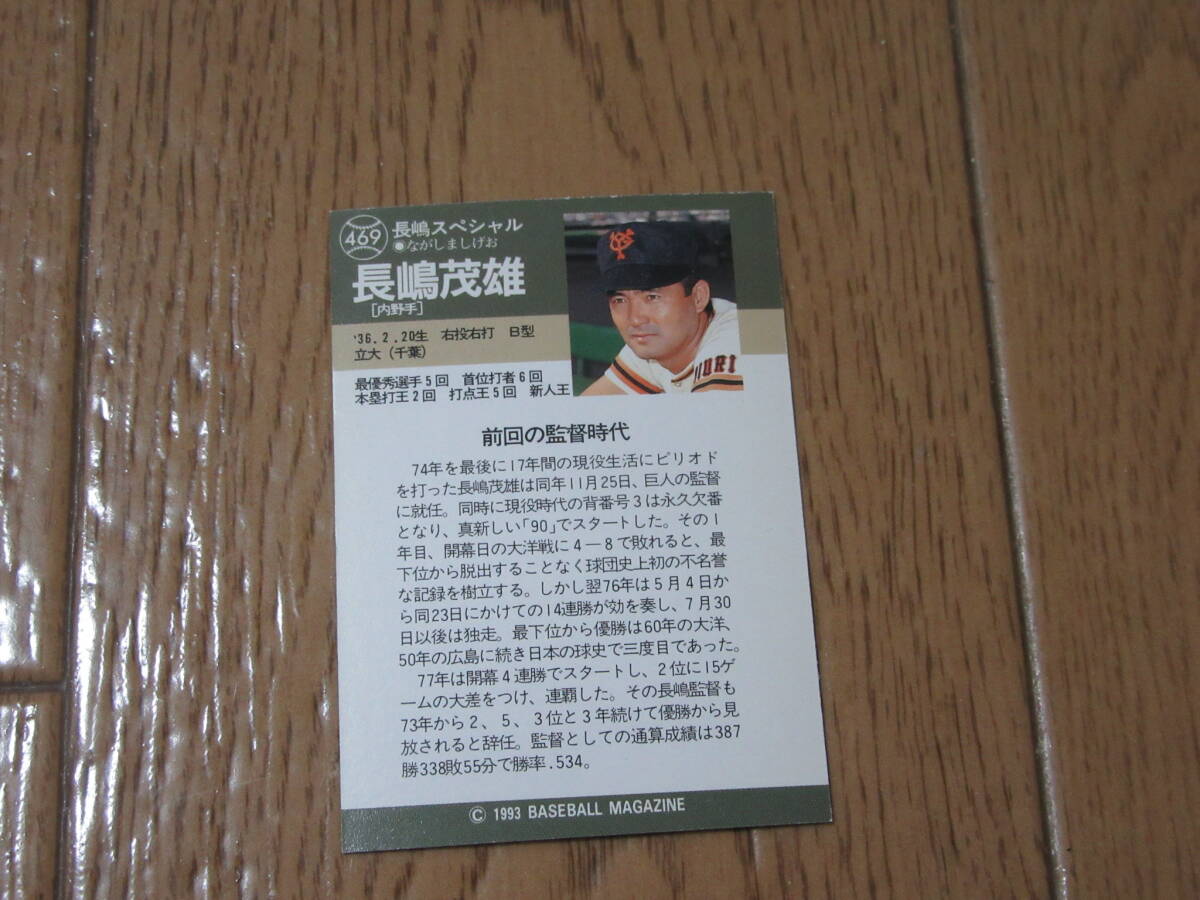 469
長嶋スペシャル
●ながしましげお
長嶋茂雄
[内野手]
'36.2.20生 右投右打 B型
立大(千葉)
最優秀選手5回 首位打者6回
本塁打王2回 打点王5回 新人王
前回の監督時代
74年を最後に17年間の現役生活にピリオド
を打った長嶋茂雄は同年11月25日、巨人の監督
に就任。同時に現役時代の背番号3は永久欠番
となり、真新しい「90」でスタートした。その1
年目、開幕日の大洋戦に4―8で敗れると、最
下位から脱出することなく球団史上初の不名誉
な記録を樹立する。しかし翌76年は5月4日か
ら同23日にかけての14連勝が効を奏し、7月30
日以後は独走。最下位から優勝は60年の大洋、
50年の広島に続き日本の球史で三度目であった。
77年は開幕4連勝でスタートし、2位に15ゲ
ームの大差をつけ、連覇した。その長嶋監督も
73年から2、5、3位と3年続けて優勝から見
放されると辞任。監督としての通算成績は387
勝338敗55分で勝率.534。
© 1993 BASEBALL MAGAZINE
YG
IURI